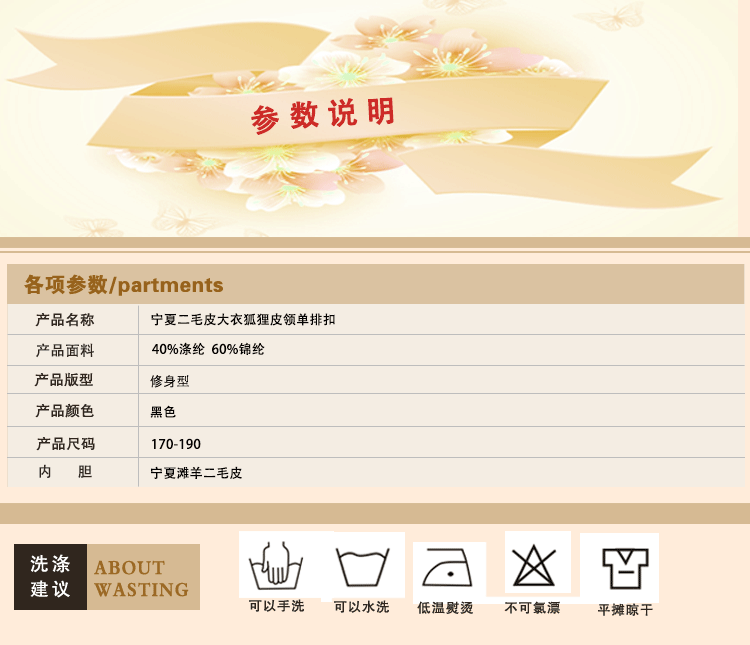 参数说明
各项参数/partments
产品名称 宁夏二毛皮大衣狐狸皮领单排扣
产品面料 40%涤纶 60%锦纶
产品版型 修身型
产品颜色 黑色
产品尺码 170-190
内 胆 宁夏滩羊二毛皮
洗涤
建议
ABOUT
WASTING
可以手洗 可以水洗 低温熨烫 不可氯漂 平摊晾干